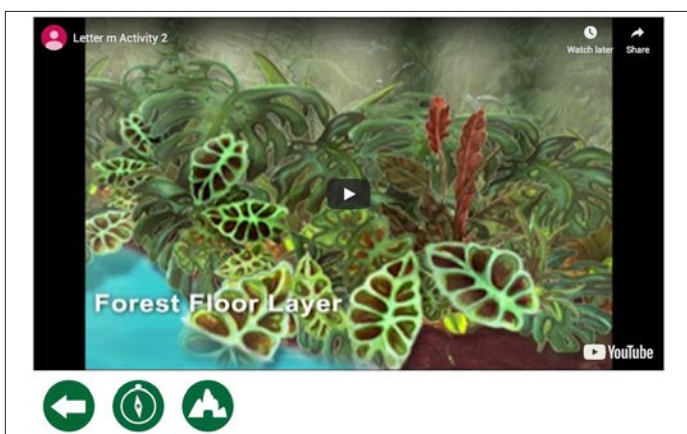 Letter m Activity 2
Watch later
Share
Forest Floor Layer
YouTube